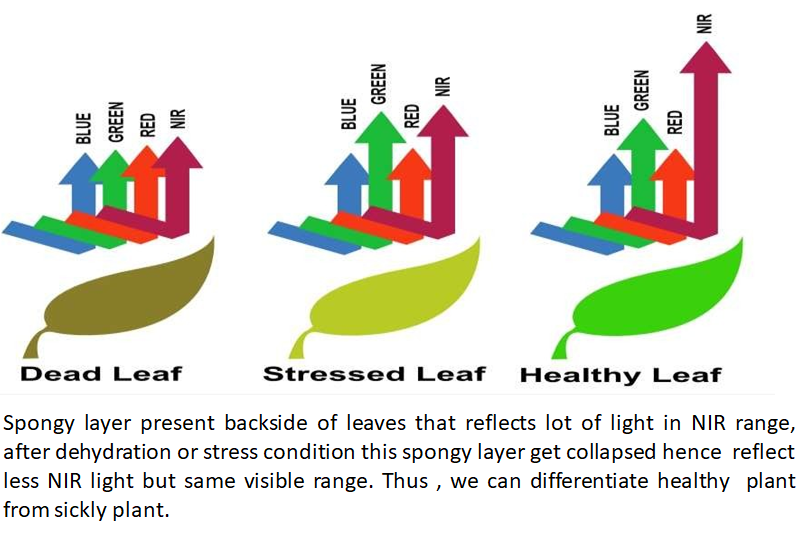 BLUE GREEN RED NIR
BLUE GREEN RED NIR
BLUE GREEN RED NIR
Dead Leaf Stressed Leaf Healthy Leaf
Spongy layer present backside of leaves that reflects lot of light in NIR range,
after dehydration or stress condition this spongy layer get collapsed hence reflect
less NIR light but same visible range. Thus , we can differentiate healthy plant
from sickly plant.